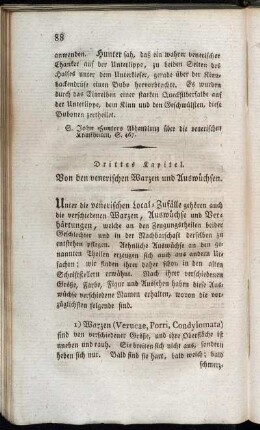 88
anwenden. Hunter sah, daß ein wahrer venerischer
Chanker auf der Unterlippe, zu beiden Seiten des
Halses unter dem Unterkiefer, gerade über der Kinn-
backendrüse einen Bubo hervorbrachte. Es wurden
durch das Einreiben einer starken Quecksilbersalbe auf
der Unterlippe, dem Kinn und den Geschwülsten, diese
Bubonen zertheilet.
S. John Hunters Abhandlung über die venerischen
Krankheiten, S. 467.
Drittes Kapitel.
Von den venerischen Warzen und Auswüchsen.
Unter die venerischen Local-Zufälle gehören auch
die verschiedenen Warzen, Auswüchse und Ver-
härtungen, welche an den Zeugungstheilen beider
Geschlechter und in der Nachbarschaft derselben zu
entstehen pflegen. Aehnliche Auswüchse an den ge-
nannten Theilen erzeugen sich auch aus andern Ur-
sachen; wir finden ihrer daher schon in den alten
Schriftstellern erwähnt. Nach ihrer verschiedenen
Größe, Farbe, Figur und Aussehen haben diese Aus-
wüchse verschiedene Namen erhalten, wovon die vor-
züglichsten folgende sind.
1) Warzen (Verrucae, Porri, Condylomata)
sind von verschiedener Größe, und ihre Oberfläche ist
uneben und rauh. Sie breiten sich nicht aus, sondern
heben sich nur. Bald sind sie hart, bald weich; bald
schmerz-